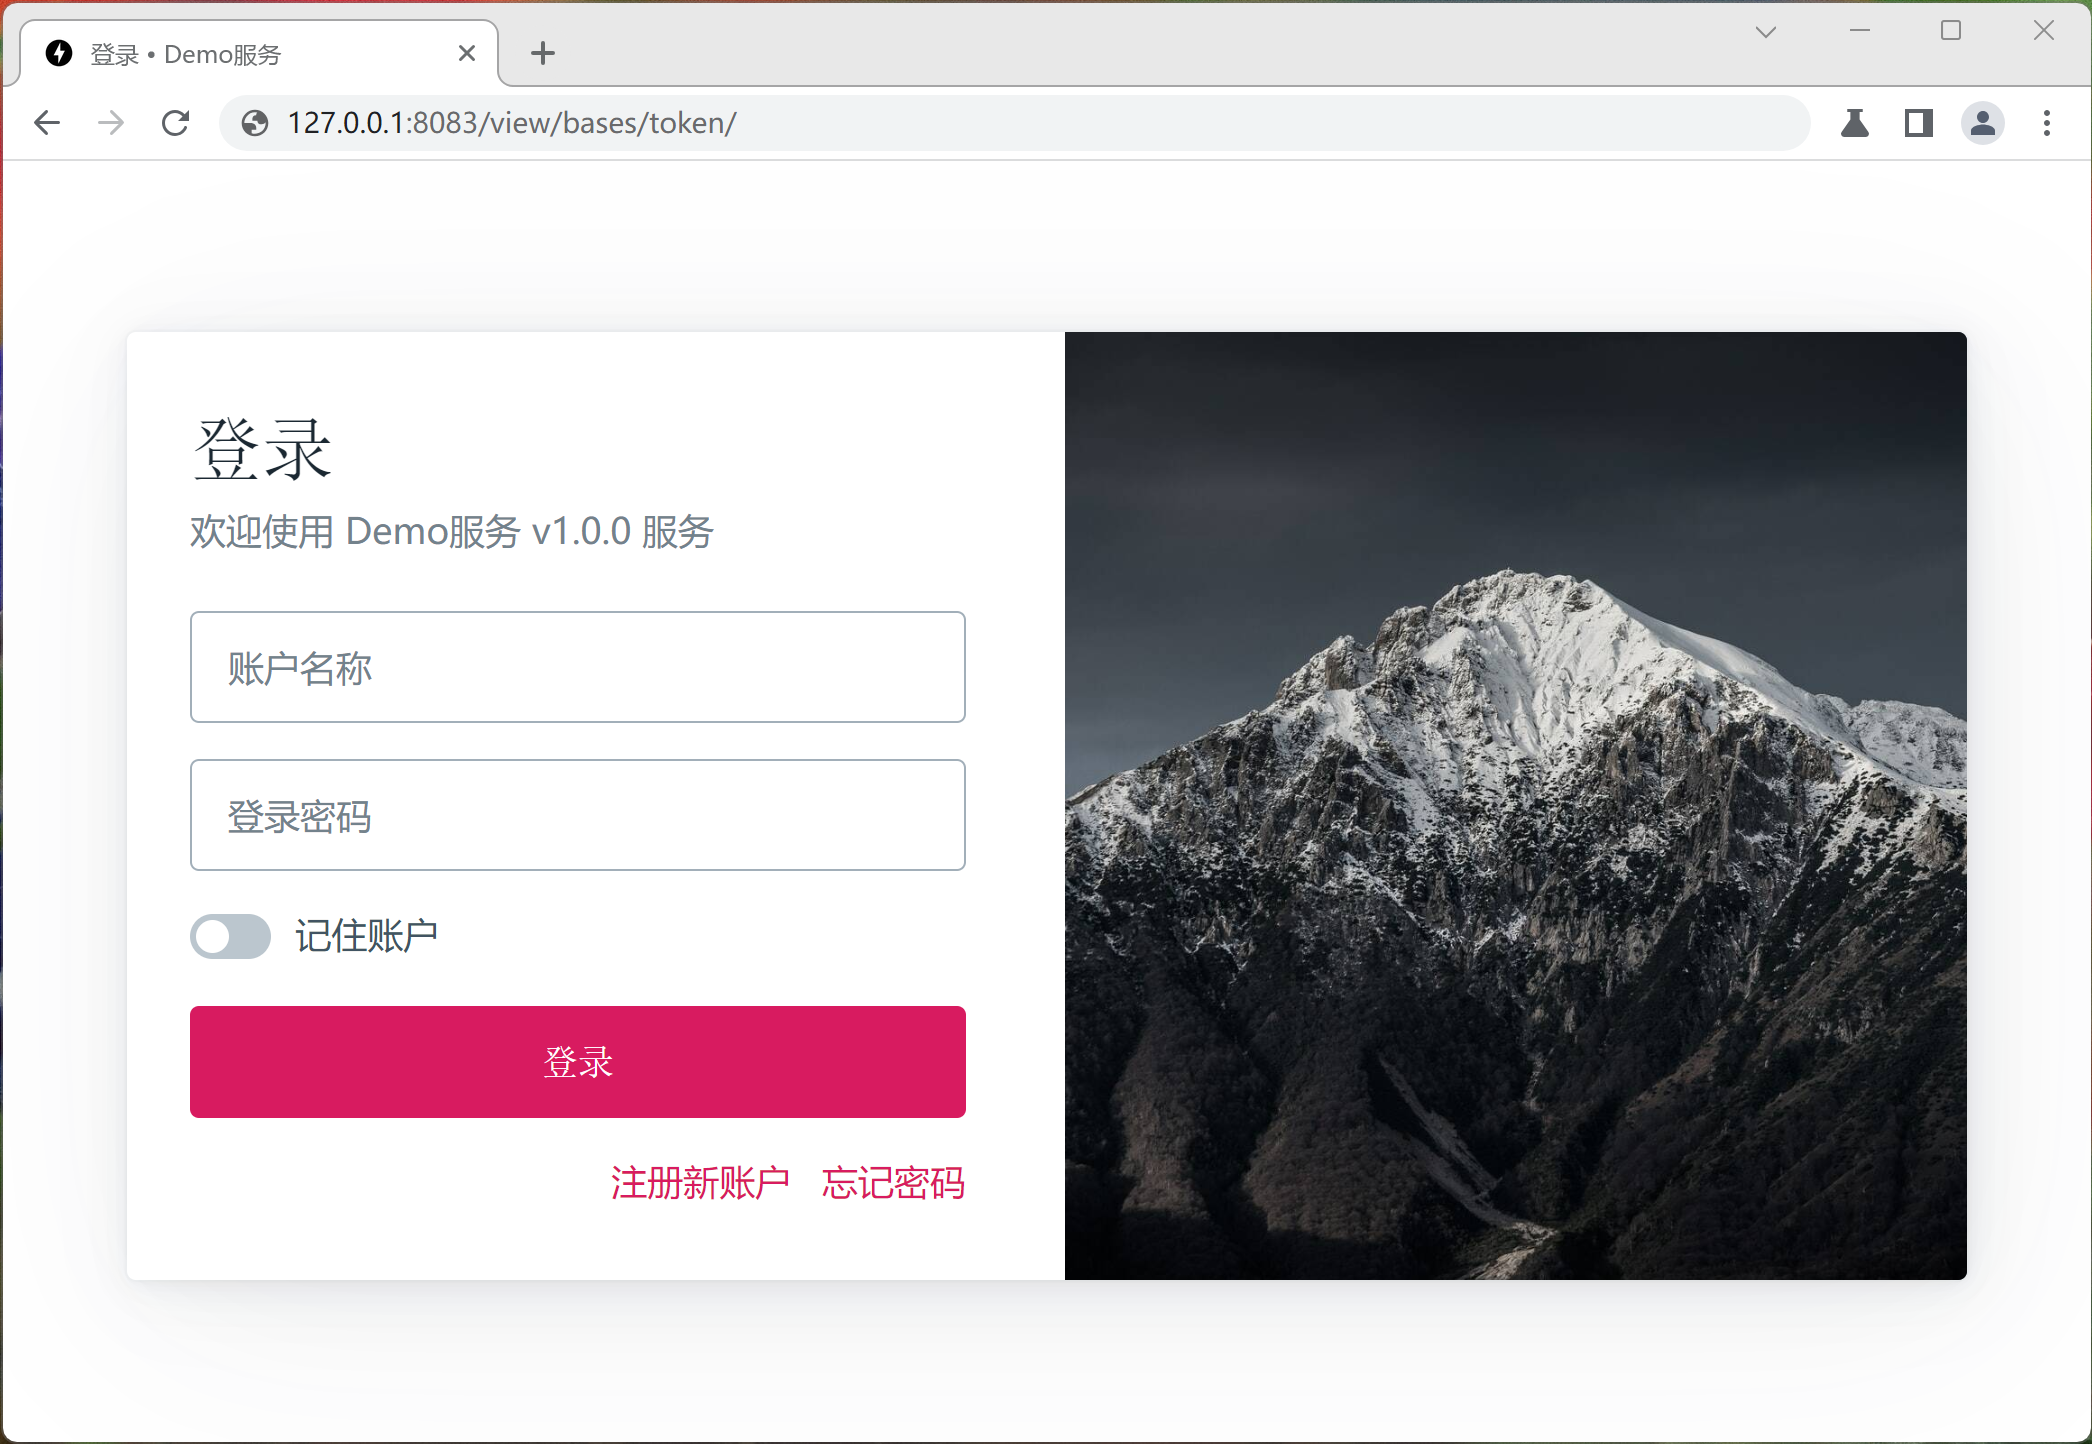 登录 • Demo服务
127.0.0.1:8083/view/bases/token/
登录
欢迎使用 Demo服务 v1.0.0 服务
账户名称
登录密码
记住账户
登录
注册新账户 忘记密码